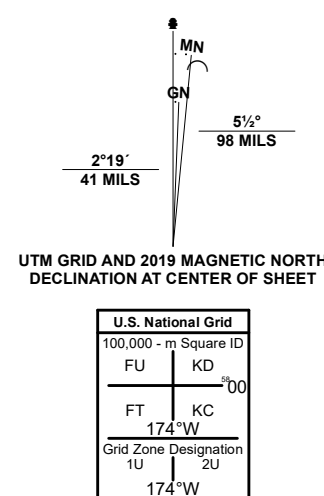 MN
GN
5½°
98 MILS
2°19´
41 MILS
UTM GRID AND 2019 MAGNETIC NORTH
DECLINATION AT CENTER OF SHEET
U.S. National Grid
100,000 - m Square ID
FU KD
⁵⁸00
FT KC
174°W
Grid Zone Designation
1U 2U
174°W